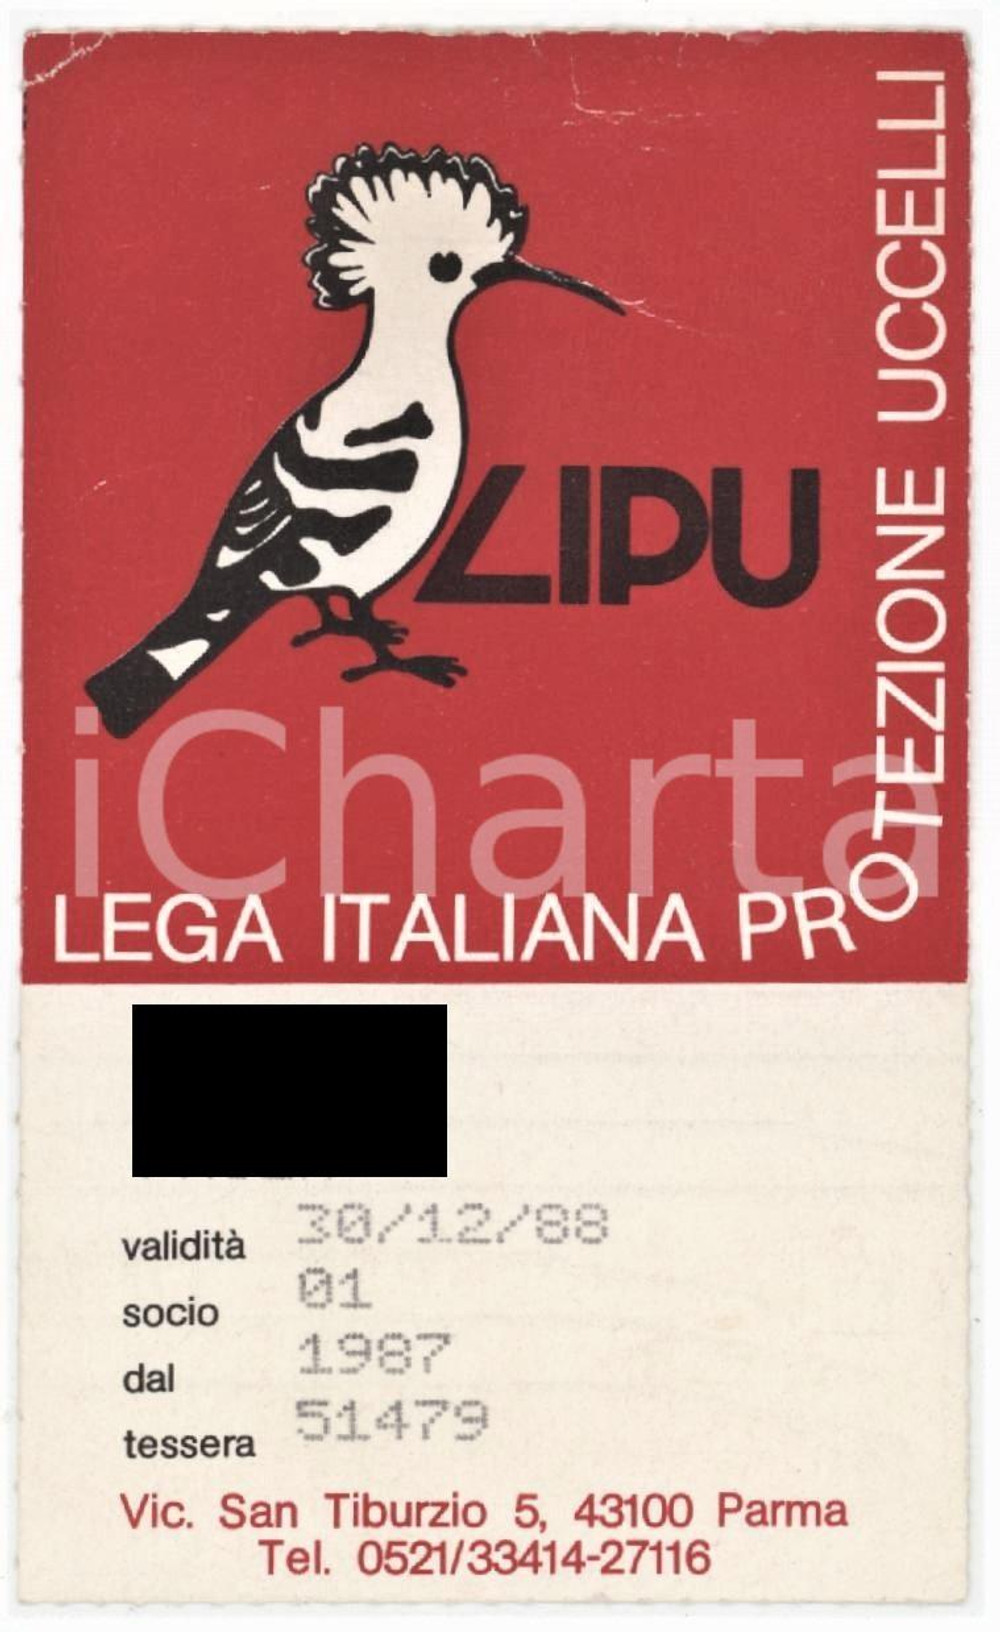 LIPU
LEGA ITALIANA PROTEZIONE UCCELLI
iCharta
validità 30/12/88
socio 01
dal 1987
tessera 51479
Vic. San Tiburzio 5, 43100 Parma
Tel. 0521/33414-27116